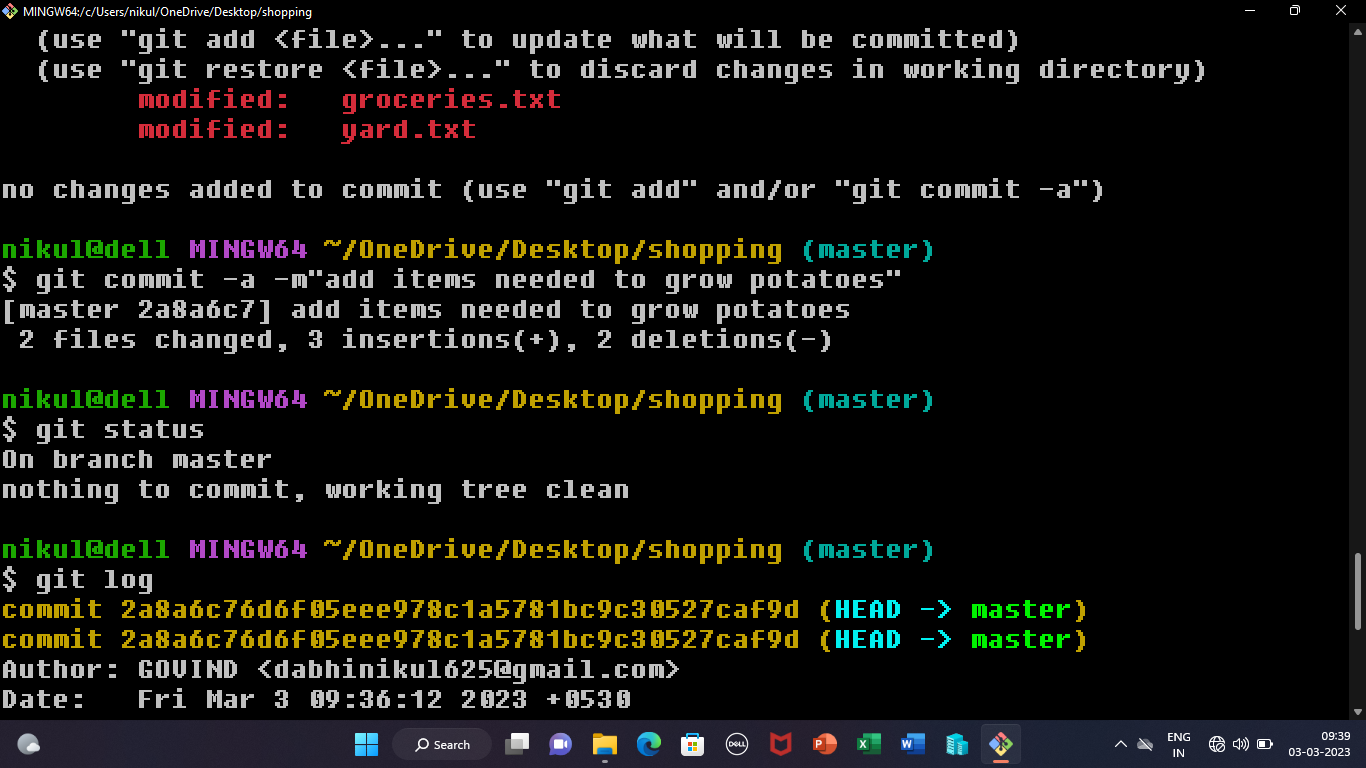 MINGW64:/c/Users/nikul/OneDrive/Desktop/shopping
(use "git add <file>..." to update what will be committed)
(use "git restore <file>..." to discard changes in working directory)
modified:   groceries.txt
modified:   yard.txt
no changes added to commit (use "git add" and/or "git commit -a")
nikul@dell MINGW64 ~/OneDrive/Desktop/shopping (master)
$ git commit -a -m"add items needed to grow potatoes"
[master 2a8a6c7] add items needed to grow potatoes
2 files changed, 3 insertions(+), 2 deletions(-)
nikul@dell MINGW64 ~/OneDrive/Desktop/shopping (master)
$ git status
On branch master
nothing to commit, working tree clean
nikul@dell MINGW64 ~/OneDrive/Desktop/shopping (master)
$ git log
commit 2a8a6c76d6f05eee978c1a5781bc9c30527caf9d (HEAD -> master)
commit 2a8a6c76d6f05eee978c1a5781bc9c30527caf9d (HEAD -> master)
Author: GOVIND <dabhinikul625@gmail.com>
Date:   Fri Mar 3 09:36:12 2023 +0530
Search
DELL
P
X
W
ENG
IN
09:39
03-03-2023